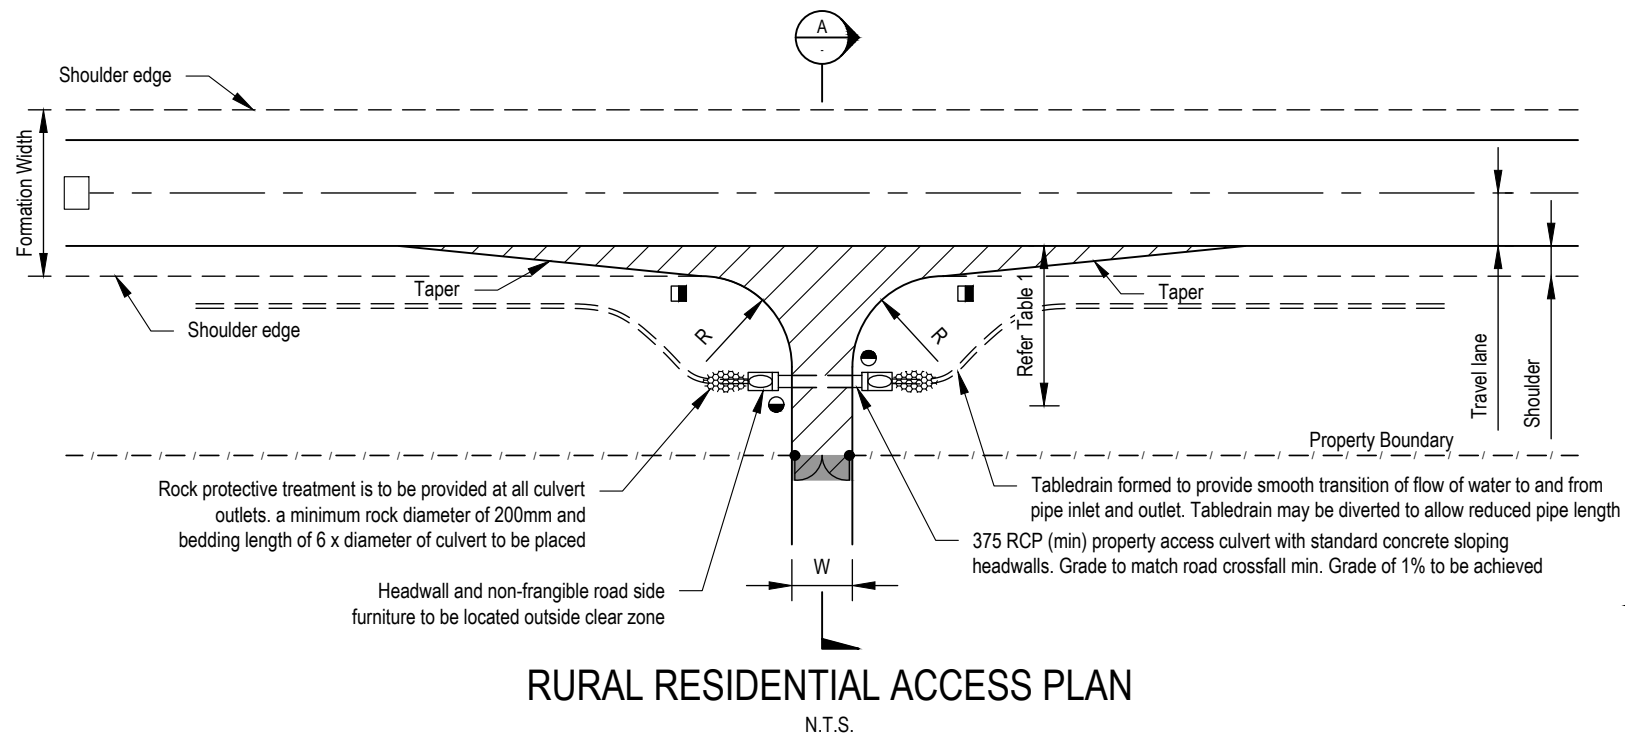 A
-
Shoulder edge
Formation Width
Taper
Taper
Shoulder edge
R
R
Refer Table 1
Travel lane
Shoulder
Property Boundary
Rock protective treatment is to be provided at all culvert
outlets. a minimum rock diameter of 200mm and
bedding length of 6 x diameter of culvert to be placed
Tabledrain formed to provide smooth transition of flow of water to and from
pipe inlet and outlet. Tabledrain may be diverted to allow reduced pipe length
375 RCP (min) property access culvert with standard concrete sloping
headwalls. Grade to match road crossfall min. Grade of 1% to be achieved
W
Headwall and non-frangible road side
furniture to be located outside clear zone
RURAL RESIDENTIAL ACCESS PLAN
N.T.S.